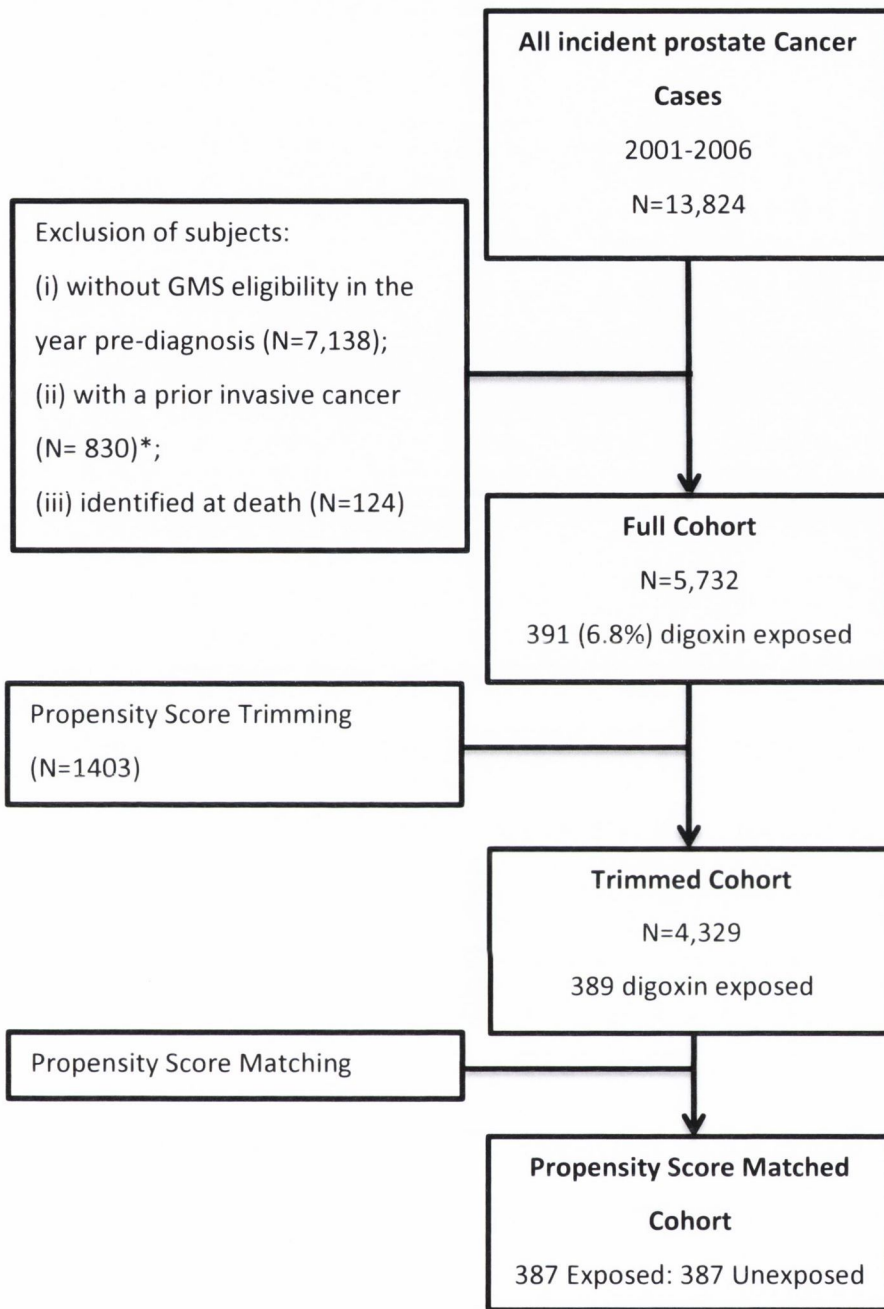 All incident prostate Cancer
Cases
2001-2006
N=13,824
Exclusion of subjects:
(i) without GMS eligibility in the
year pre-diagnosis (N=7,138);
(ii) with a prior invasive cancer
(N= 830)*;
(iii) identified at death (N=124)
Full Cohort
N=5,732
391 (6.8%) digoxin exposed
Propensity Score Trimming
(N=1403)
Trimmed Cohort
N=4,329
389 digoxin exposed
Propensity Score Matching
Propensity Score Matched
Cohort
387 Exposed: 387 Unexposed